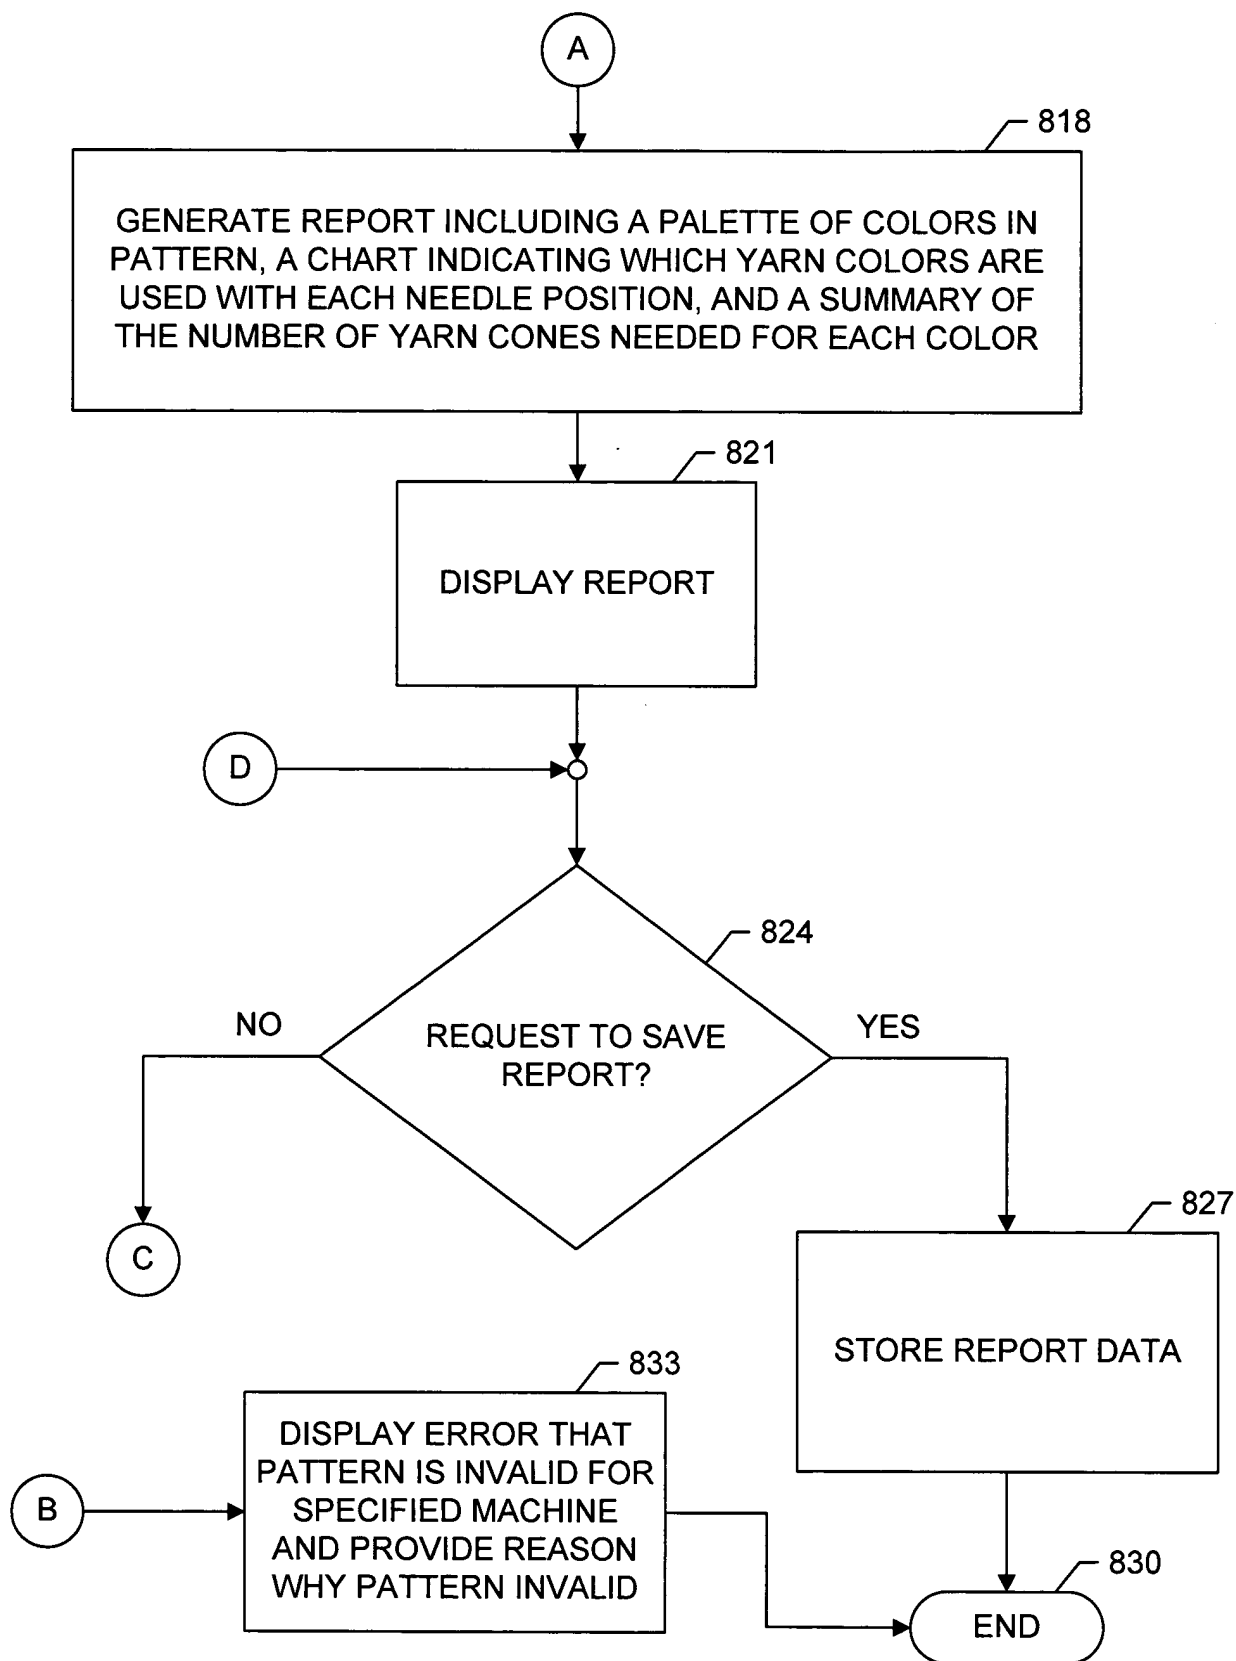 A
818
GENERATE REPORT INCLUDING A PALETTE OF COLORS IN
PATTERN, A CHART INDICATING WHICH YARN COLORS ARE
USED WITH EACH NEEDLE POSITION, AND A SUMMARY OF
THE NUMBER OF YARN CONES NEEDED FOR EACH COLOR
821
DISPLAY REPORT
D
824
NO
REQUEST TO SAVE
REPORT?
YES
C
827
STORE REPORT DATA
833
DISPLAY ERROR THAT
PATTERN IS INVALID FOR
SPECIFIED MACHINE
AND PROVIDE REASON
WHY PATTERN INVALID
B
830
END